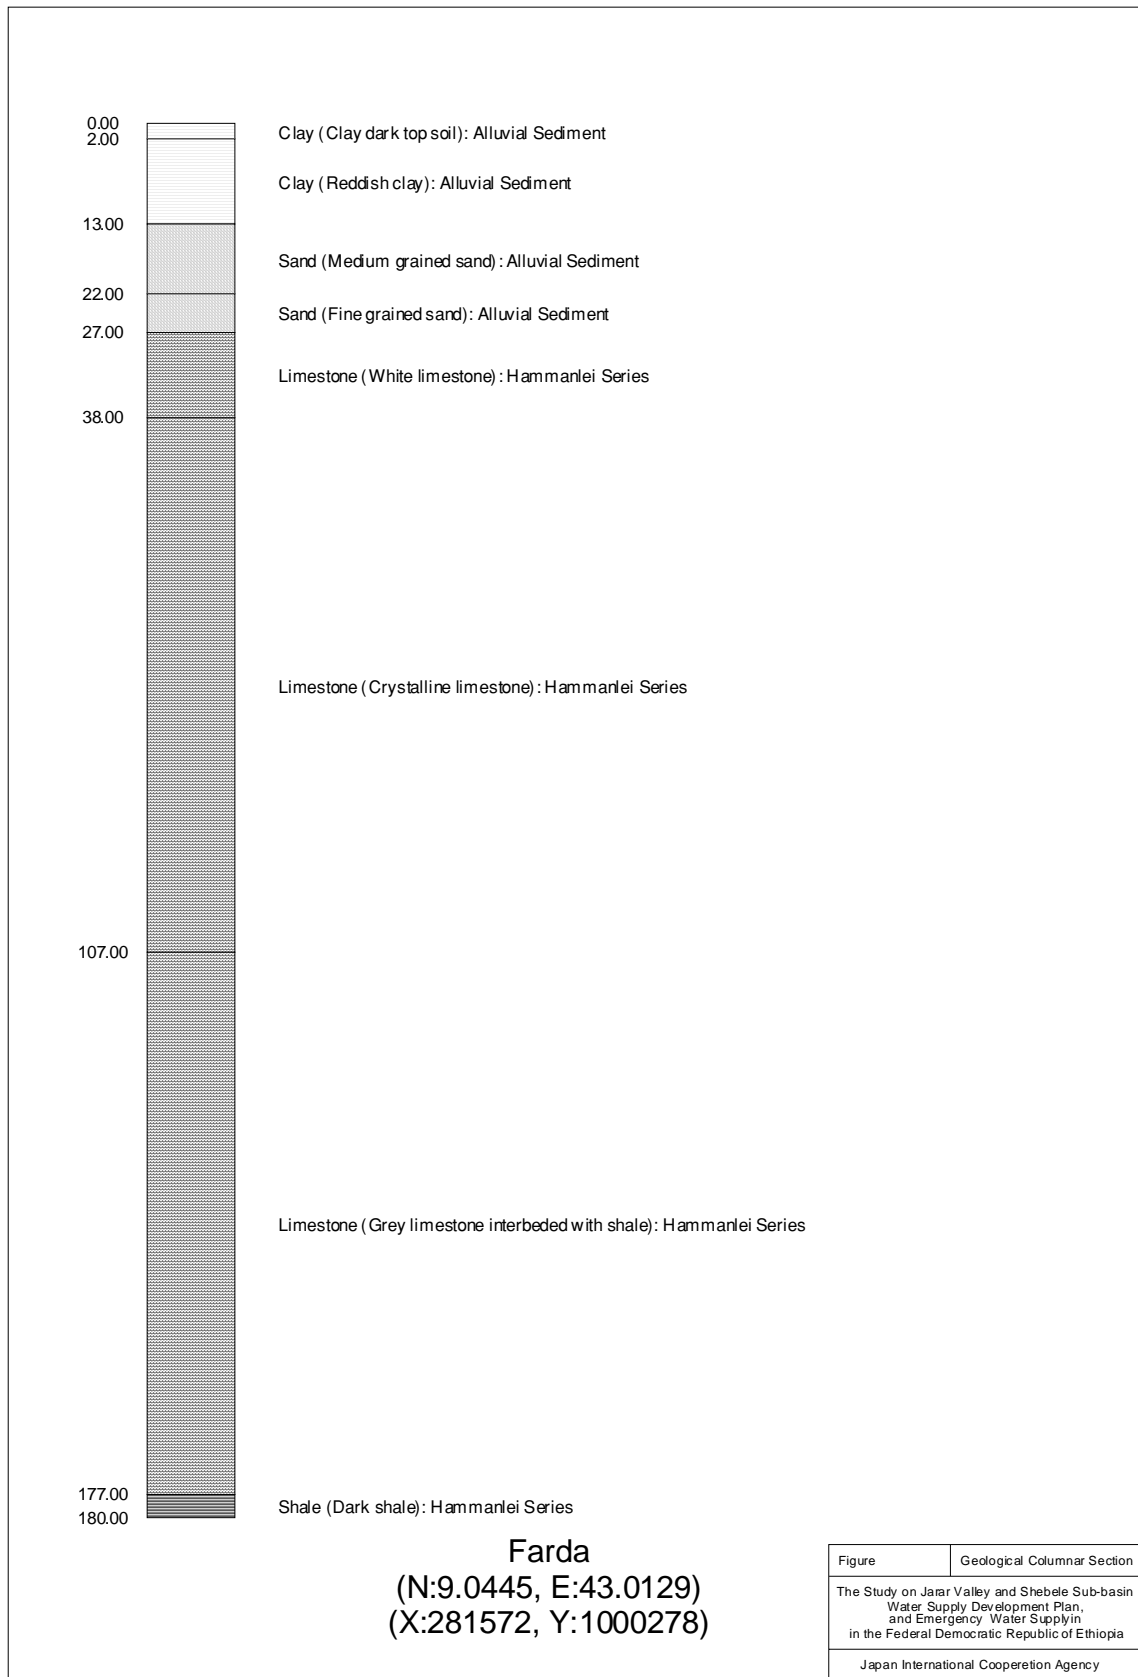 0.00
Clay (Clay dark top soil): Alluvial Sediment
2.00
Clay (Reddish clay): Alluvial Sediment
13.00
Sand (Medium grained sand): Alluvial Sediment
22.00
Sand (Fine grained sand): Alluvial Sediment
27.00
Limestone (White limestone): Hammanlei Series
38.00
Limestone (Crystalline limestone): Hammanlei Series
107.00
Limestone (Grey limestone interbeded with shale): Hammanlei Series
177.00
Shale (Dark shale): Hammanlei Series
180.00
Farda
(N:9.0445, E:43.0129)
(X:281572, Y:1000278)
Figure Geological Columnar Section
The Study on Jarar Valley and Shebele Sub-basin
Water Supply Development Plan,
and Emergency Water Supplyin
in the Federal Democratic Republic of Ethiopia
Japan International Cooperetion Agency